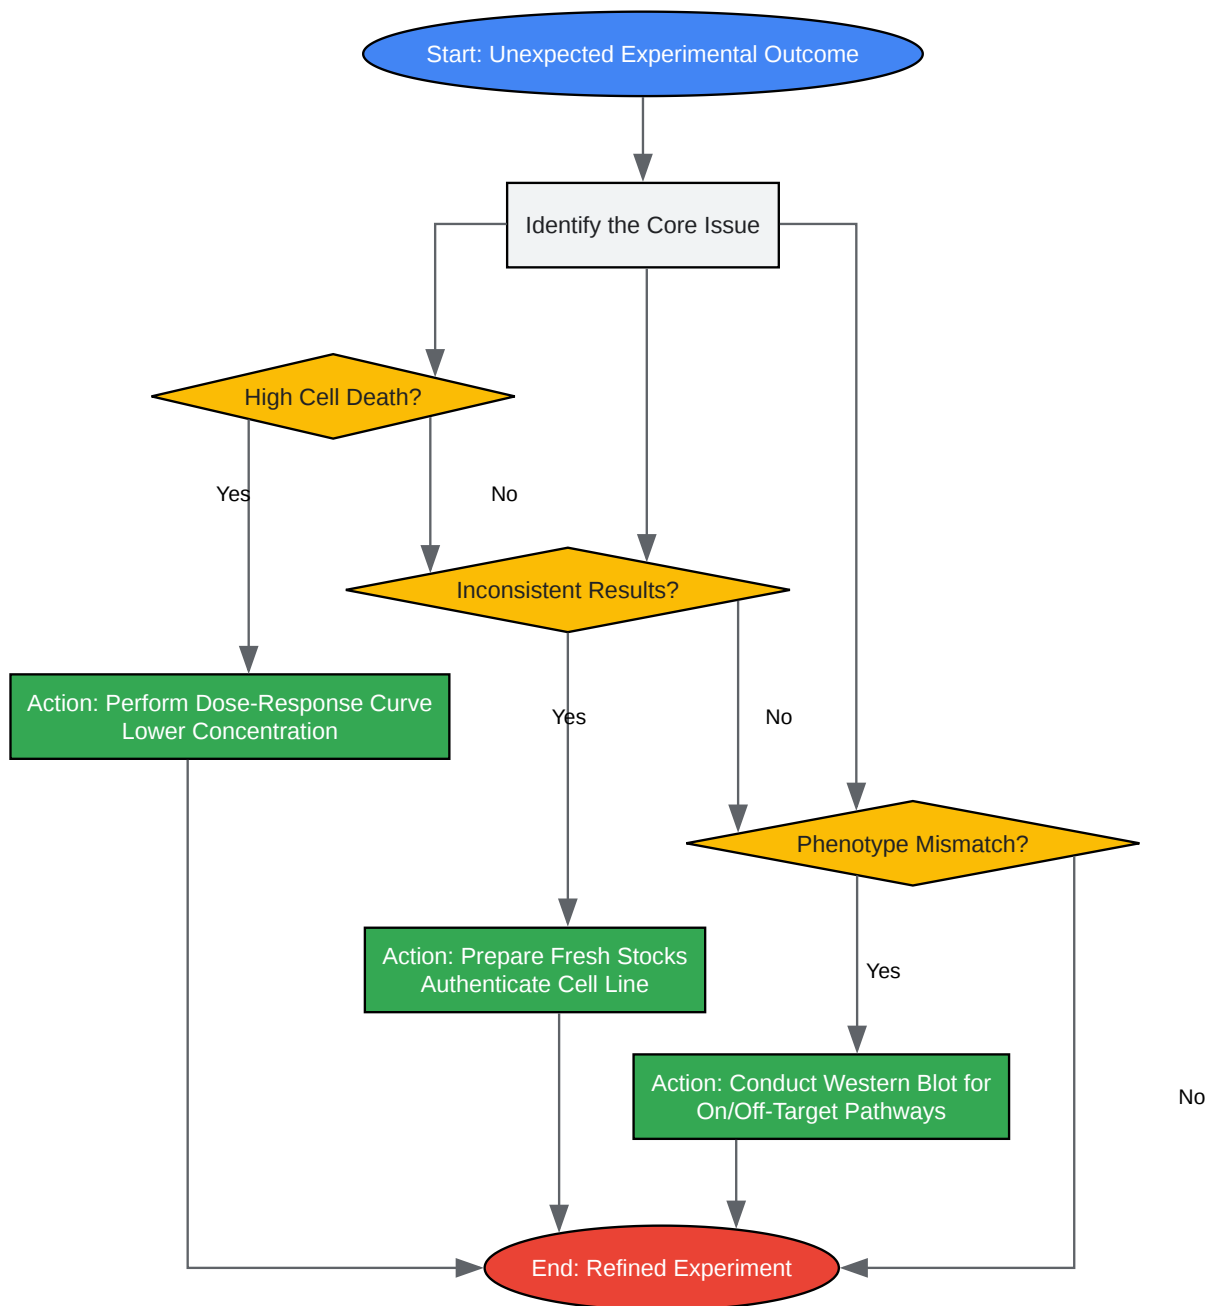 Start: Unexpected Experimental Outcome
Identify the Core Issue
High Cell Death?
Yes
No
Inconsistent Results?
Action: Perform Dose-Response Curve
Lower Concentration
Yes
No
Phenotype Mismatch?
Action: Prepare Fresh Stocks
Authenticate Cell Line
Yes
Action: Conduct Western Blot for
On/Off-Target Pathways
No
End: Refined Experiment